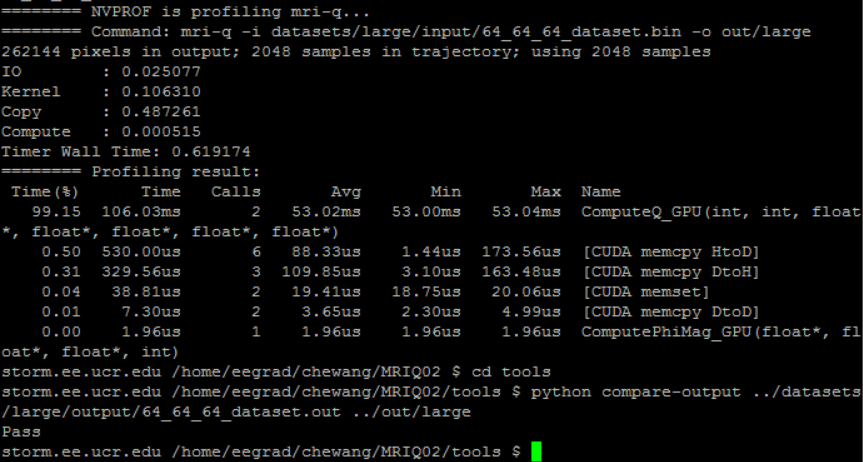 ======== NVPROF is profiling mri-q...
======== Command: mri-q -i datasets/large/input/64_64_64_dataset.bin -o out/large
262144 pixels in output; 2048 samples in trajectory; using 2048 samples
IO      : 0.025077
Kernel  : 0.106310
Copy    : 0.487261
Compute : 0.000515
Timer Wall Time: 0.619174
======== Profiling result:
 Time(%)      Time   Calls       Avg       Min       Max  Name
   99.15  106.03ms       2   53.02ms   53.00ms   53.04ms  ComputeQ_GPU(int, int, float
*, float*, float*, float*, float*)
    0.50  530.00us       6   88.33us    1.44us  173.56us  [CUDA memcpy HtoD]
    0.31  329.56us       3  109.85us    3.10us  163.48us  [CUDA memcpy DtoH]
    0.04   38.81us       2   19.41us   18.75us   20.06us  [CUDA memset]
    0.01    7.30us       2    3.65us    2.30us    4.99us  [CUDA memcpy DtoD]
    0.00    1.96us       1    1.96us    1.96us    1.96us  ComputePhiMag_GPU(float*, fl
oat*, float*, int)
storm.ee.ucr.edu /home/eegrad/chewang/MRIQ02 $ cd tools
storm.ee.ucr.edu /home/eegrad/chewang/MRIQ02/tools $ python compare-output ../datasets
/large/output/64_64_64_dataset.out ../out/large
Pass
storm.ee.ucr.edu /home/eegrad/chewang/MRIQ02/tools $